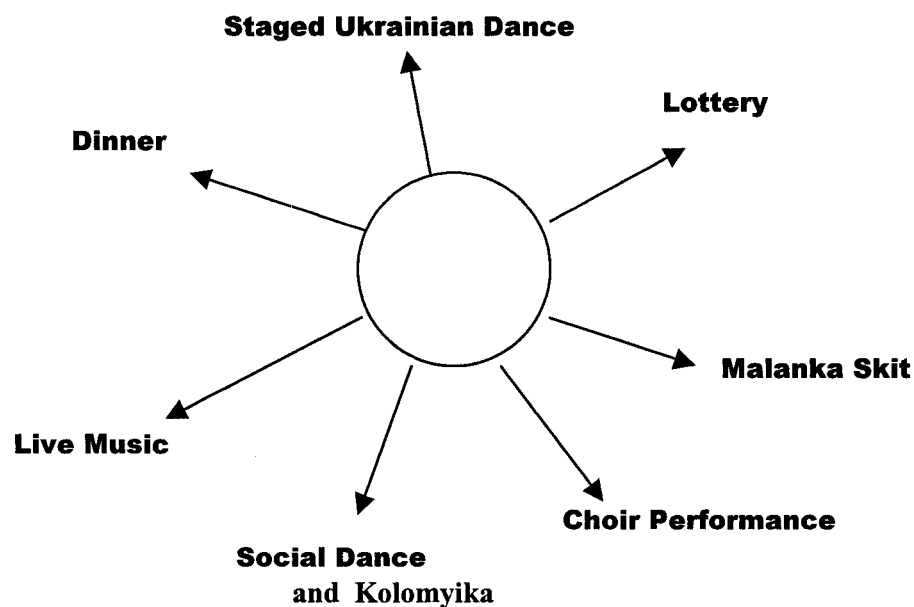 Staged Ukrainian Dance
Lottery
Dinner
Malanka Skit
Live Music
Choir Performance
Social Dance
and Kolomyika